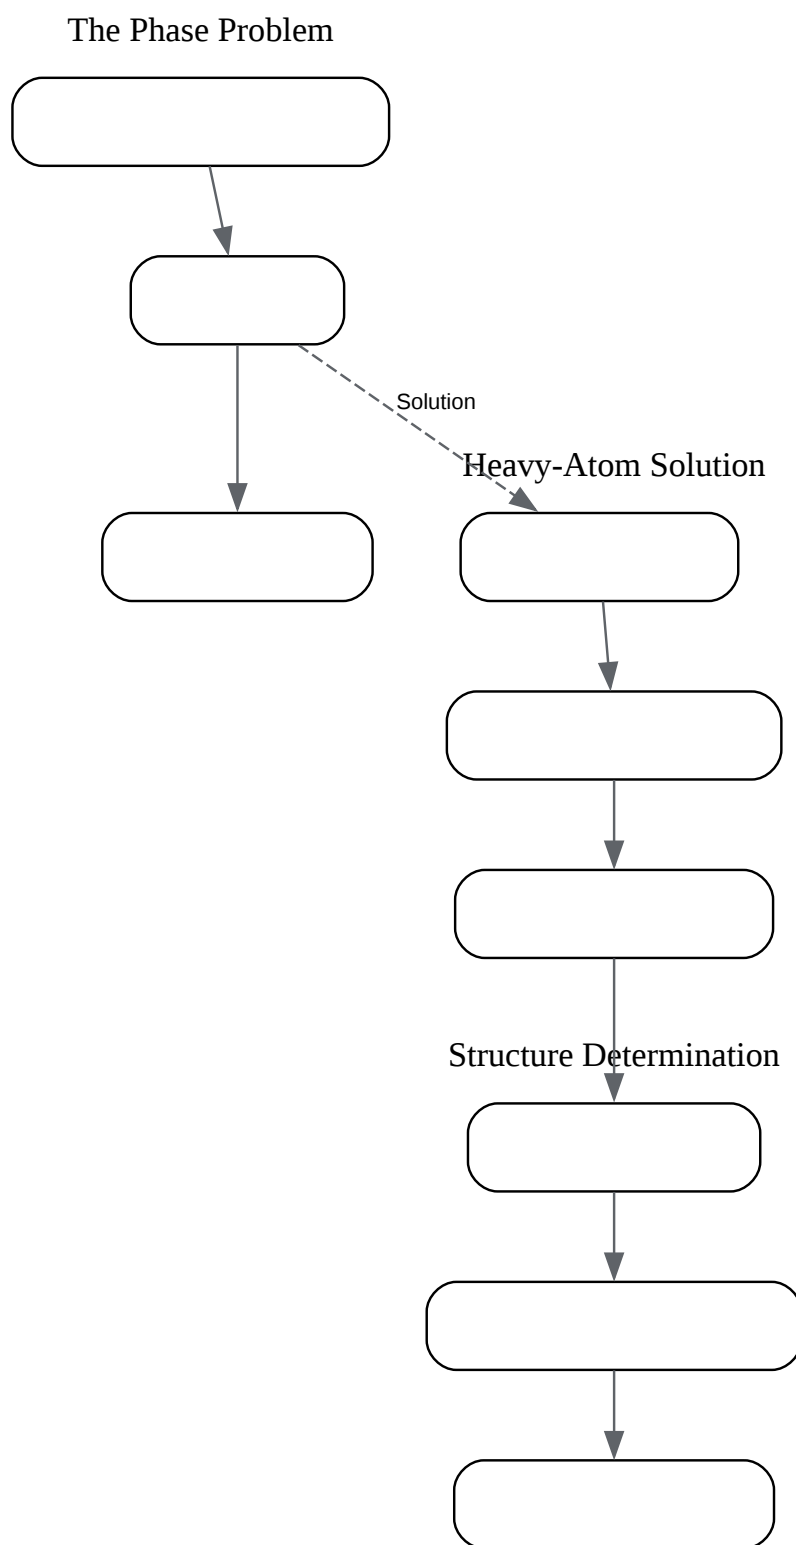 The Phase Problem
Solution
Heavy-Atom Solution
Structure Determination